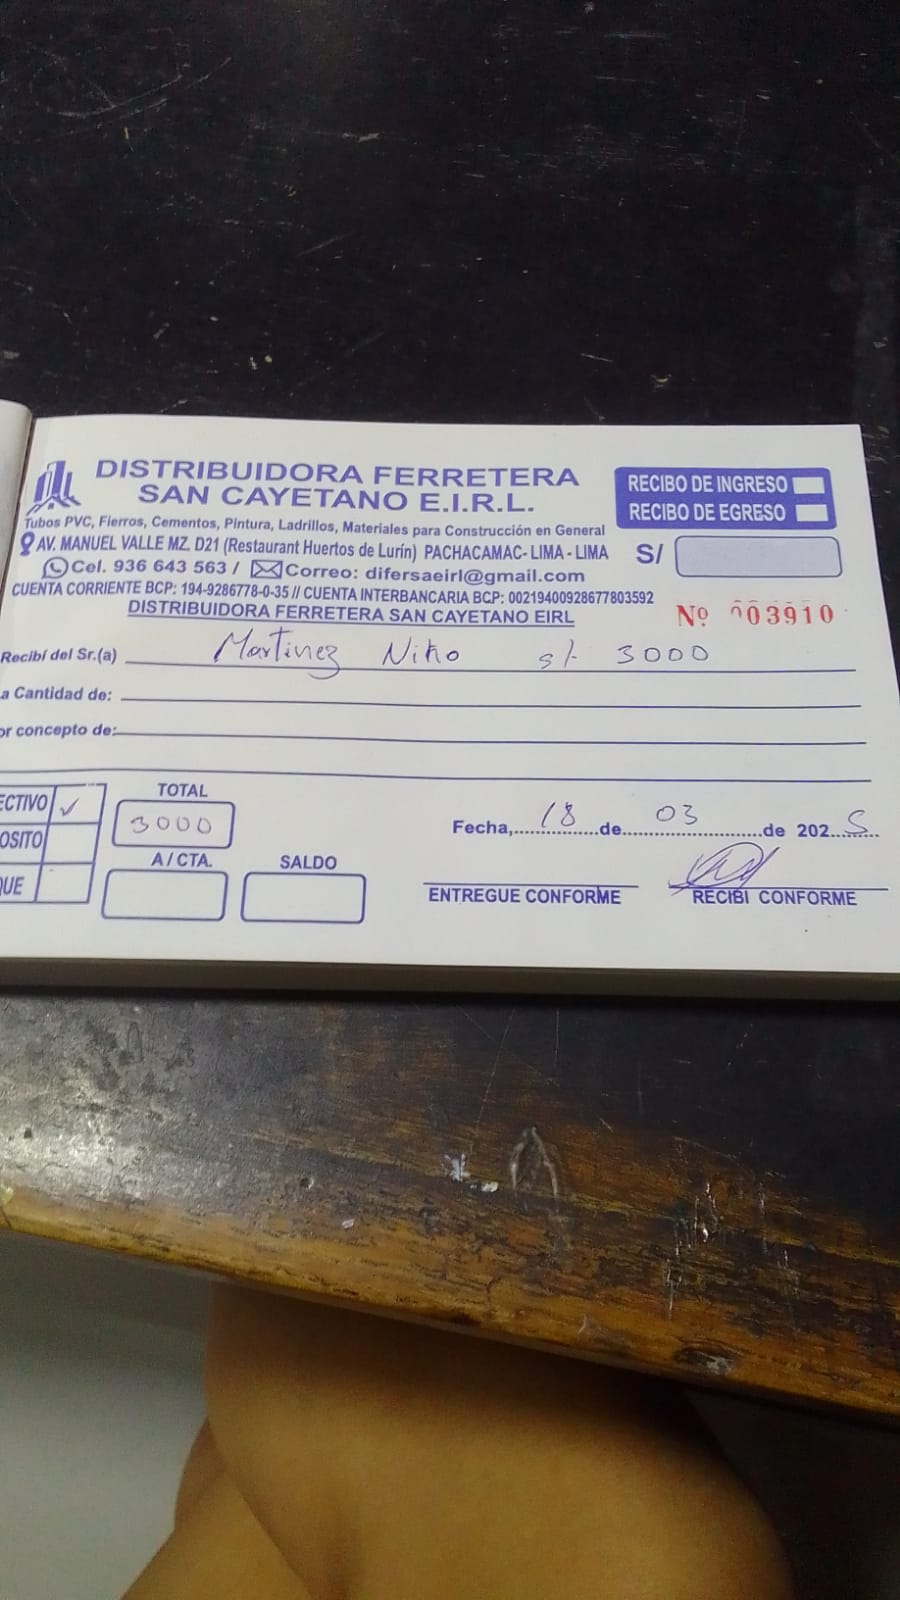 DISTRIBUIDORA FERRETERA
SAN CAYETANO E.I.R.L.
RECIBO DE INGRESO
RECIBO DE EGRESO
Tubos PVC, Fierros, Cementos, Pintura, Ladrillos, Materiales para Construcción en General
AV. MANUEL VALLE MZ. D21 (Restaurant Huertos de Lurín) PACHACAMAC- LIMA - LIMA
S/
Cel. 936 643 563 / Correo: difersaeirl@gmail.com
CUENTA CORRIENTE BCP: 194-9286778-0-35 // CUENTA INTERBANCARIA BCP: 00219400928677803592
DISTRIBUIDORA FERRETERA SAN CAYETANO EIRL
Nº 003910
Recibí del Sr.(a) Martinez Niño s/. 3000
a Cantidad de:
or concepto de:
ECTIVO ✓
OSITO
QUE
TOTAL
3000
A / CTA.
SALDO
Fecha, 18 de 03 de 2025
ENTREGUE CONFORME
RECIBI CONFORME